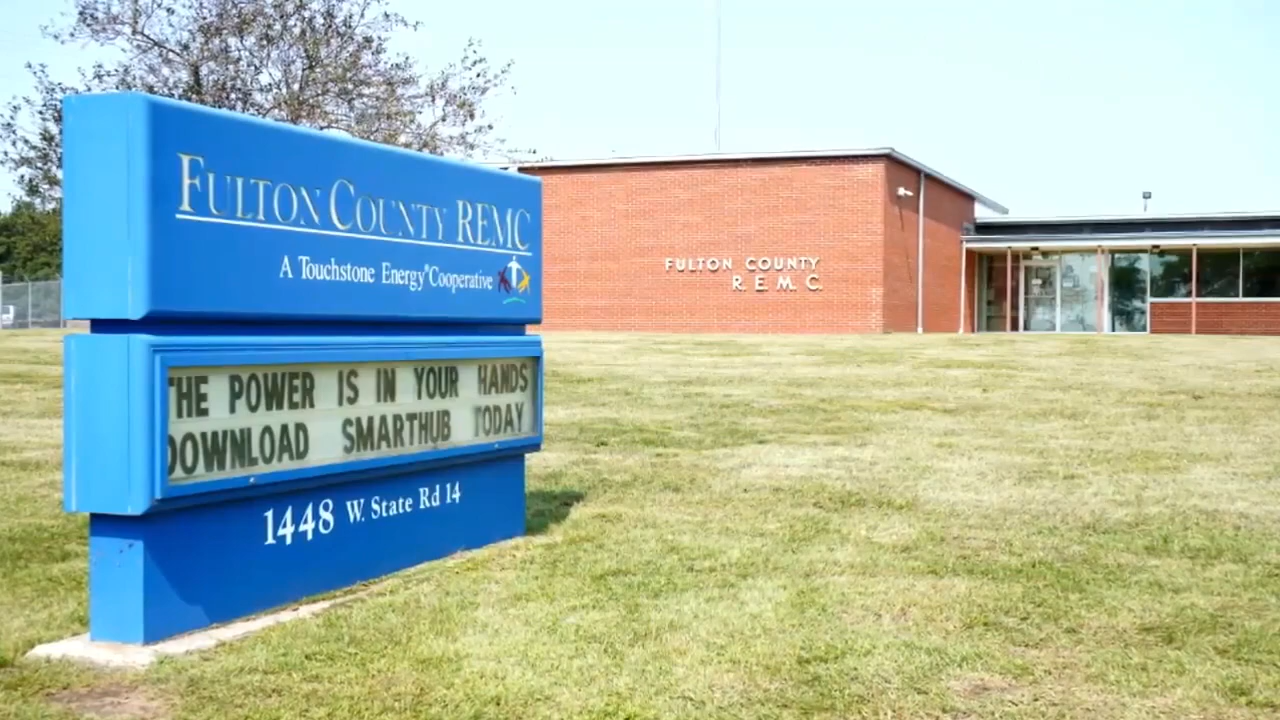 FULTON COUNTY REMC
A Touchstone Energy® Cooperative
THE POWER IS IN YOUR HANDS
DOWNLOAD SMARTHUB TODAY
1448 W. State Rd 14
FULTON COUNTY
R. E. M. C.